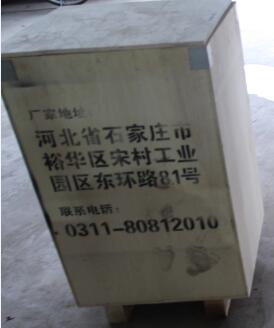 厂家地址:
河北省石家庄市
裕华区宋村工业
园区东环路81号
联系电话:
0311-80812010